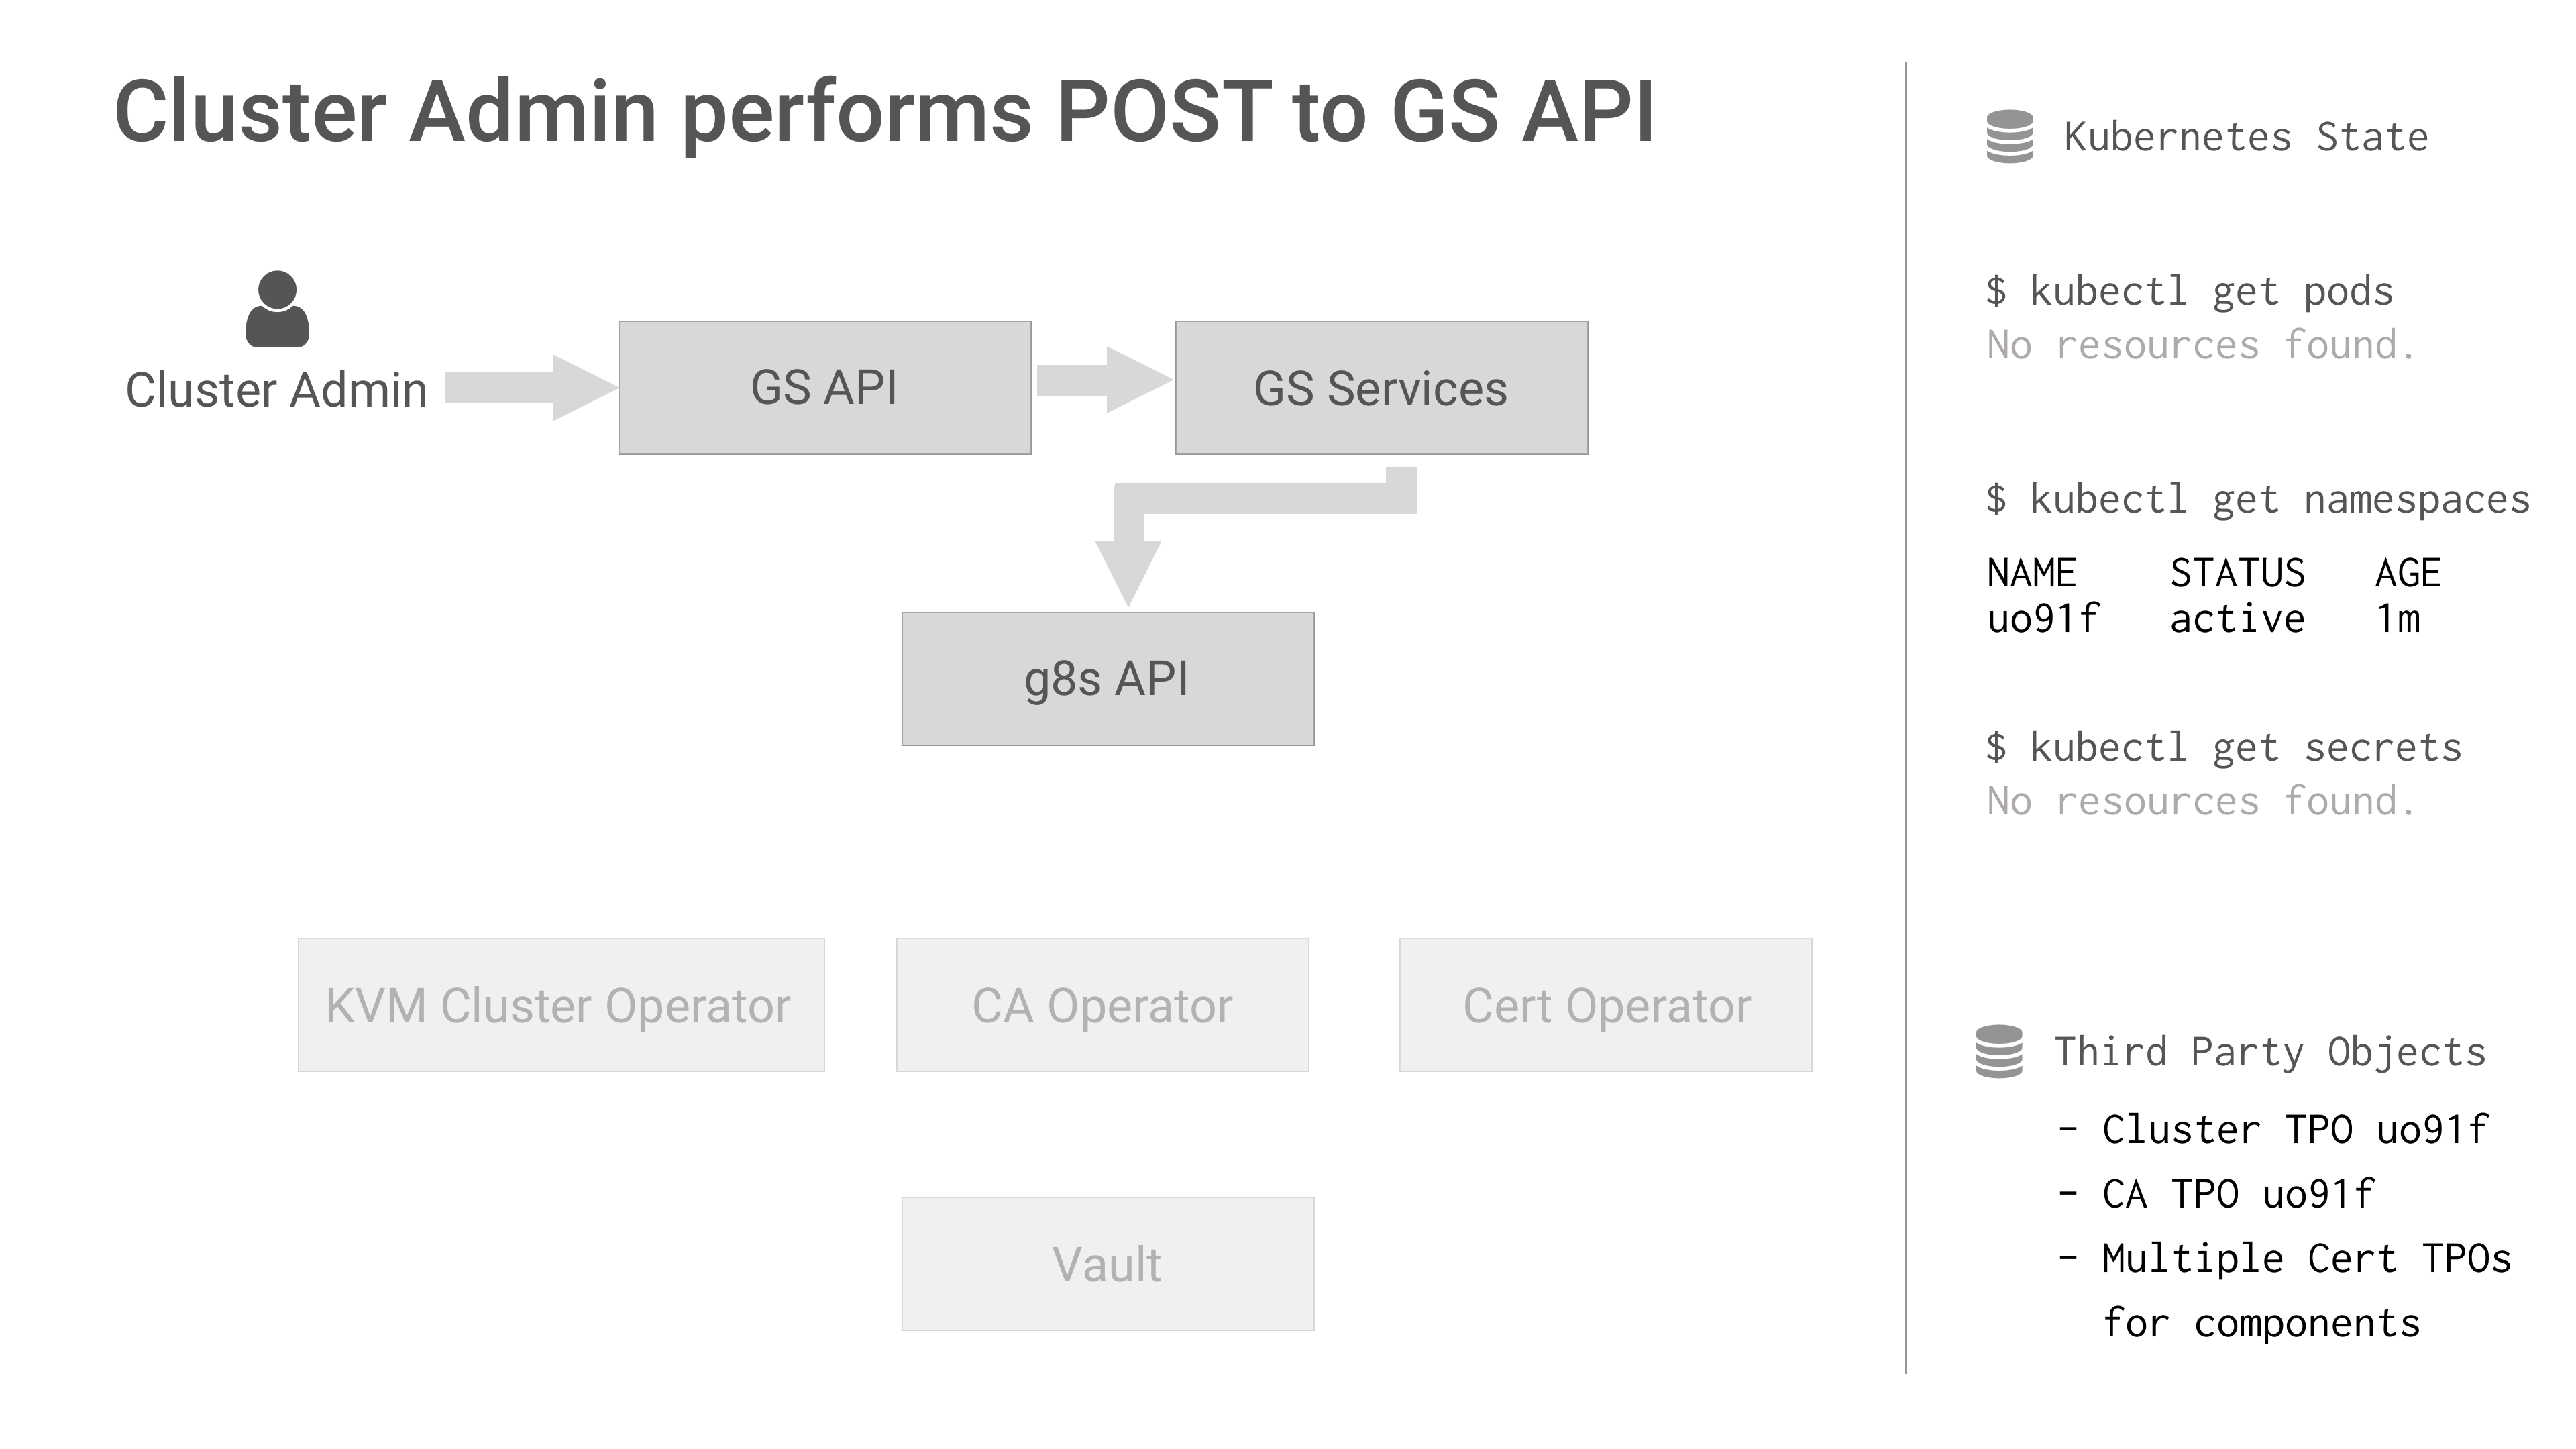 Cluster Admin performs POST to GS API
Cluster Admin
GS API
GS Services
g8s API
KVM Cluster Operator
CA Operator
Cert Operator
Vault
Kubernetes State
$ kubectl get pods
No resources found.
$ kubectl get namespaces
NAME STATUS AGE
uo91f active 1m
$ kubectl get secrets
No resources found.
Third Party Objects
- Cluster TPO uo91f
- CA TPO uo91f
- Multiple Cert TPOs
for components